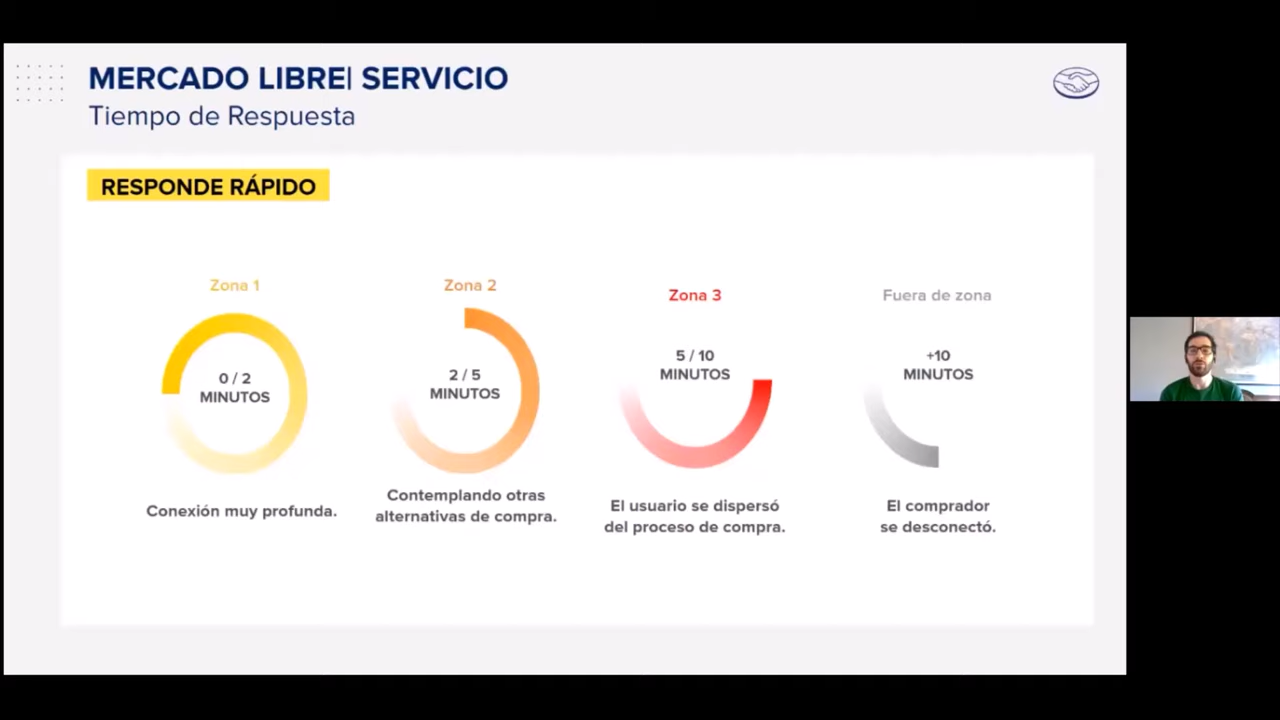 MERCADO LIBRE| SERVICIO
Tiempo de Respuesta
RESPONDE RÁPIDO
Zona 1
0 / 2
MINUTOS
Conexión muy profunda.
Zona 2
2 / 5
MINUTOS
Contemplando otras
alternativas de compra.
Zona 3
5 / 10
MINUTOS
El usuario se dispersó
del proceso de compra.
Fuera de zona
+10
MINUTOS
El comprador
se desconectó.